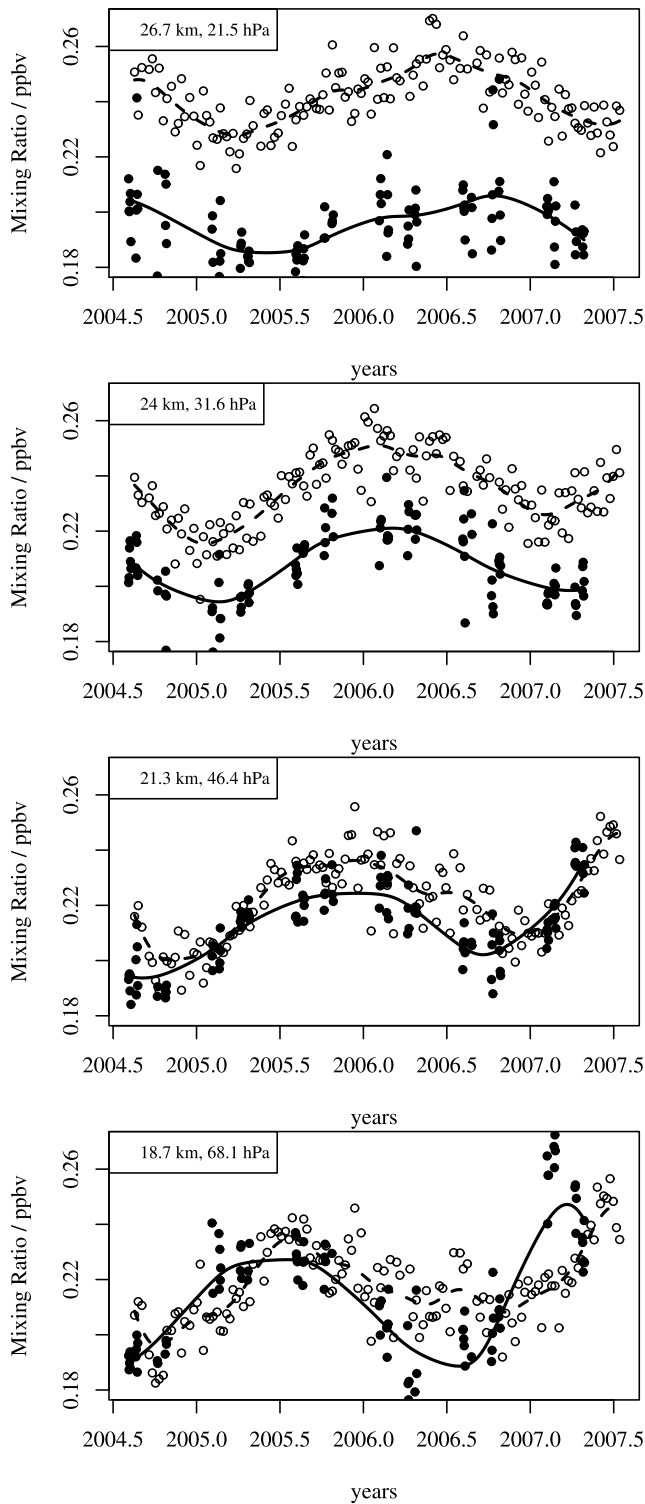 26.7 km, 21.5 hPa
Mixing Ratio / ppbv
0.18 0.22 0.26
2004.5 2005.0 2005.5 2006.0 2006.5 2007.0 2007.5
years
24 km, 31.6 hPa
Mixing Ratio / ppbv
0.18 0.22 0.26
2004.5 2005.0 2005.5 2006.0 2006.5 2007.0 2007.5
years
21.3 km, 46.4 hPa
Mixing Ratio / ppbv
0.18 0.22 0.26
2004.5 2005.0 2005.5 2006.0 2006.5 2007.0 2007.5
years
18.7 km, 68.1 hPa
Mixing Ratio / ppbv
0.18 0.22 0.26
2004.5 2005.0 2005.5 2006.0 2006.5 2007.0 2007.5
years